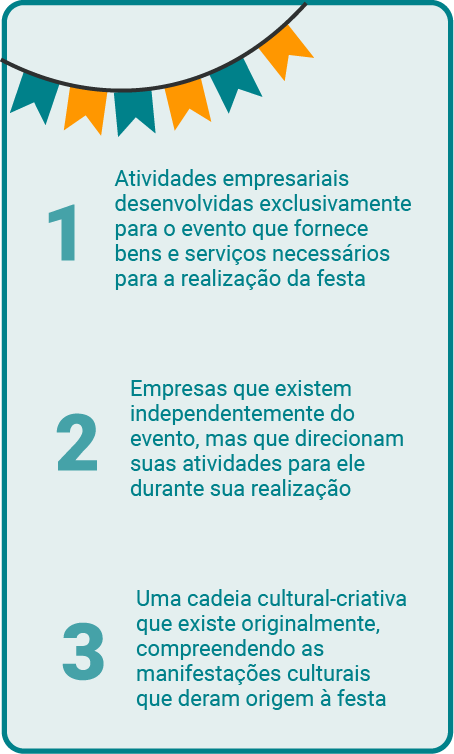 1
Atividades empresariais
desenvolvidas exclusivamente
para o evento que fornece
bens e serviços necessários
para a realização da festa
2
Empresas que existem
independentemente do
evento, mas que direcionam
suas atividades para ele
durante sua realização
3
Uma cadeia cultural-criativa
que existe originalmente,
compreendendo as
manifestações culturais
que deram origem à festa